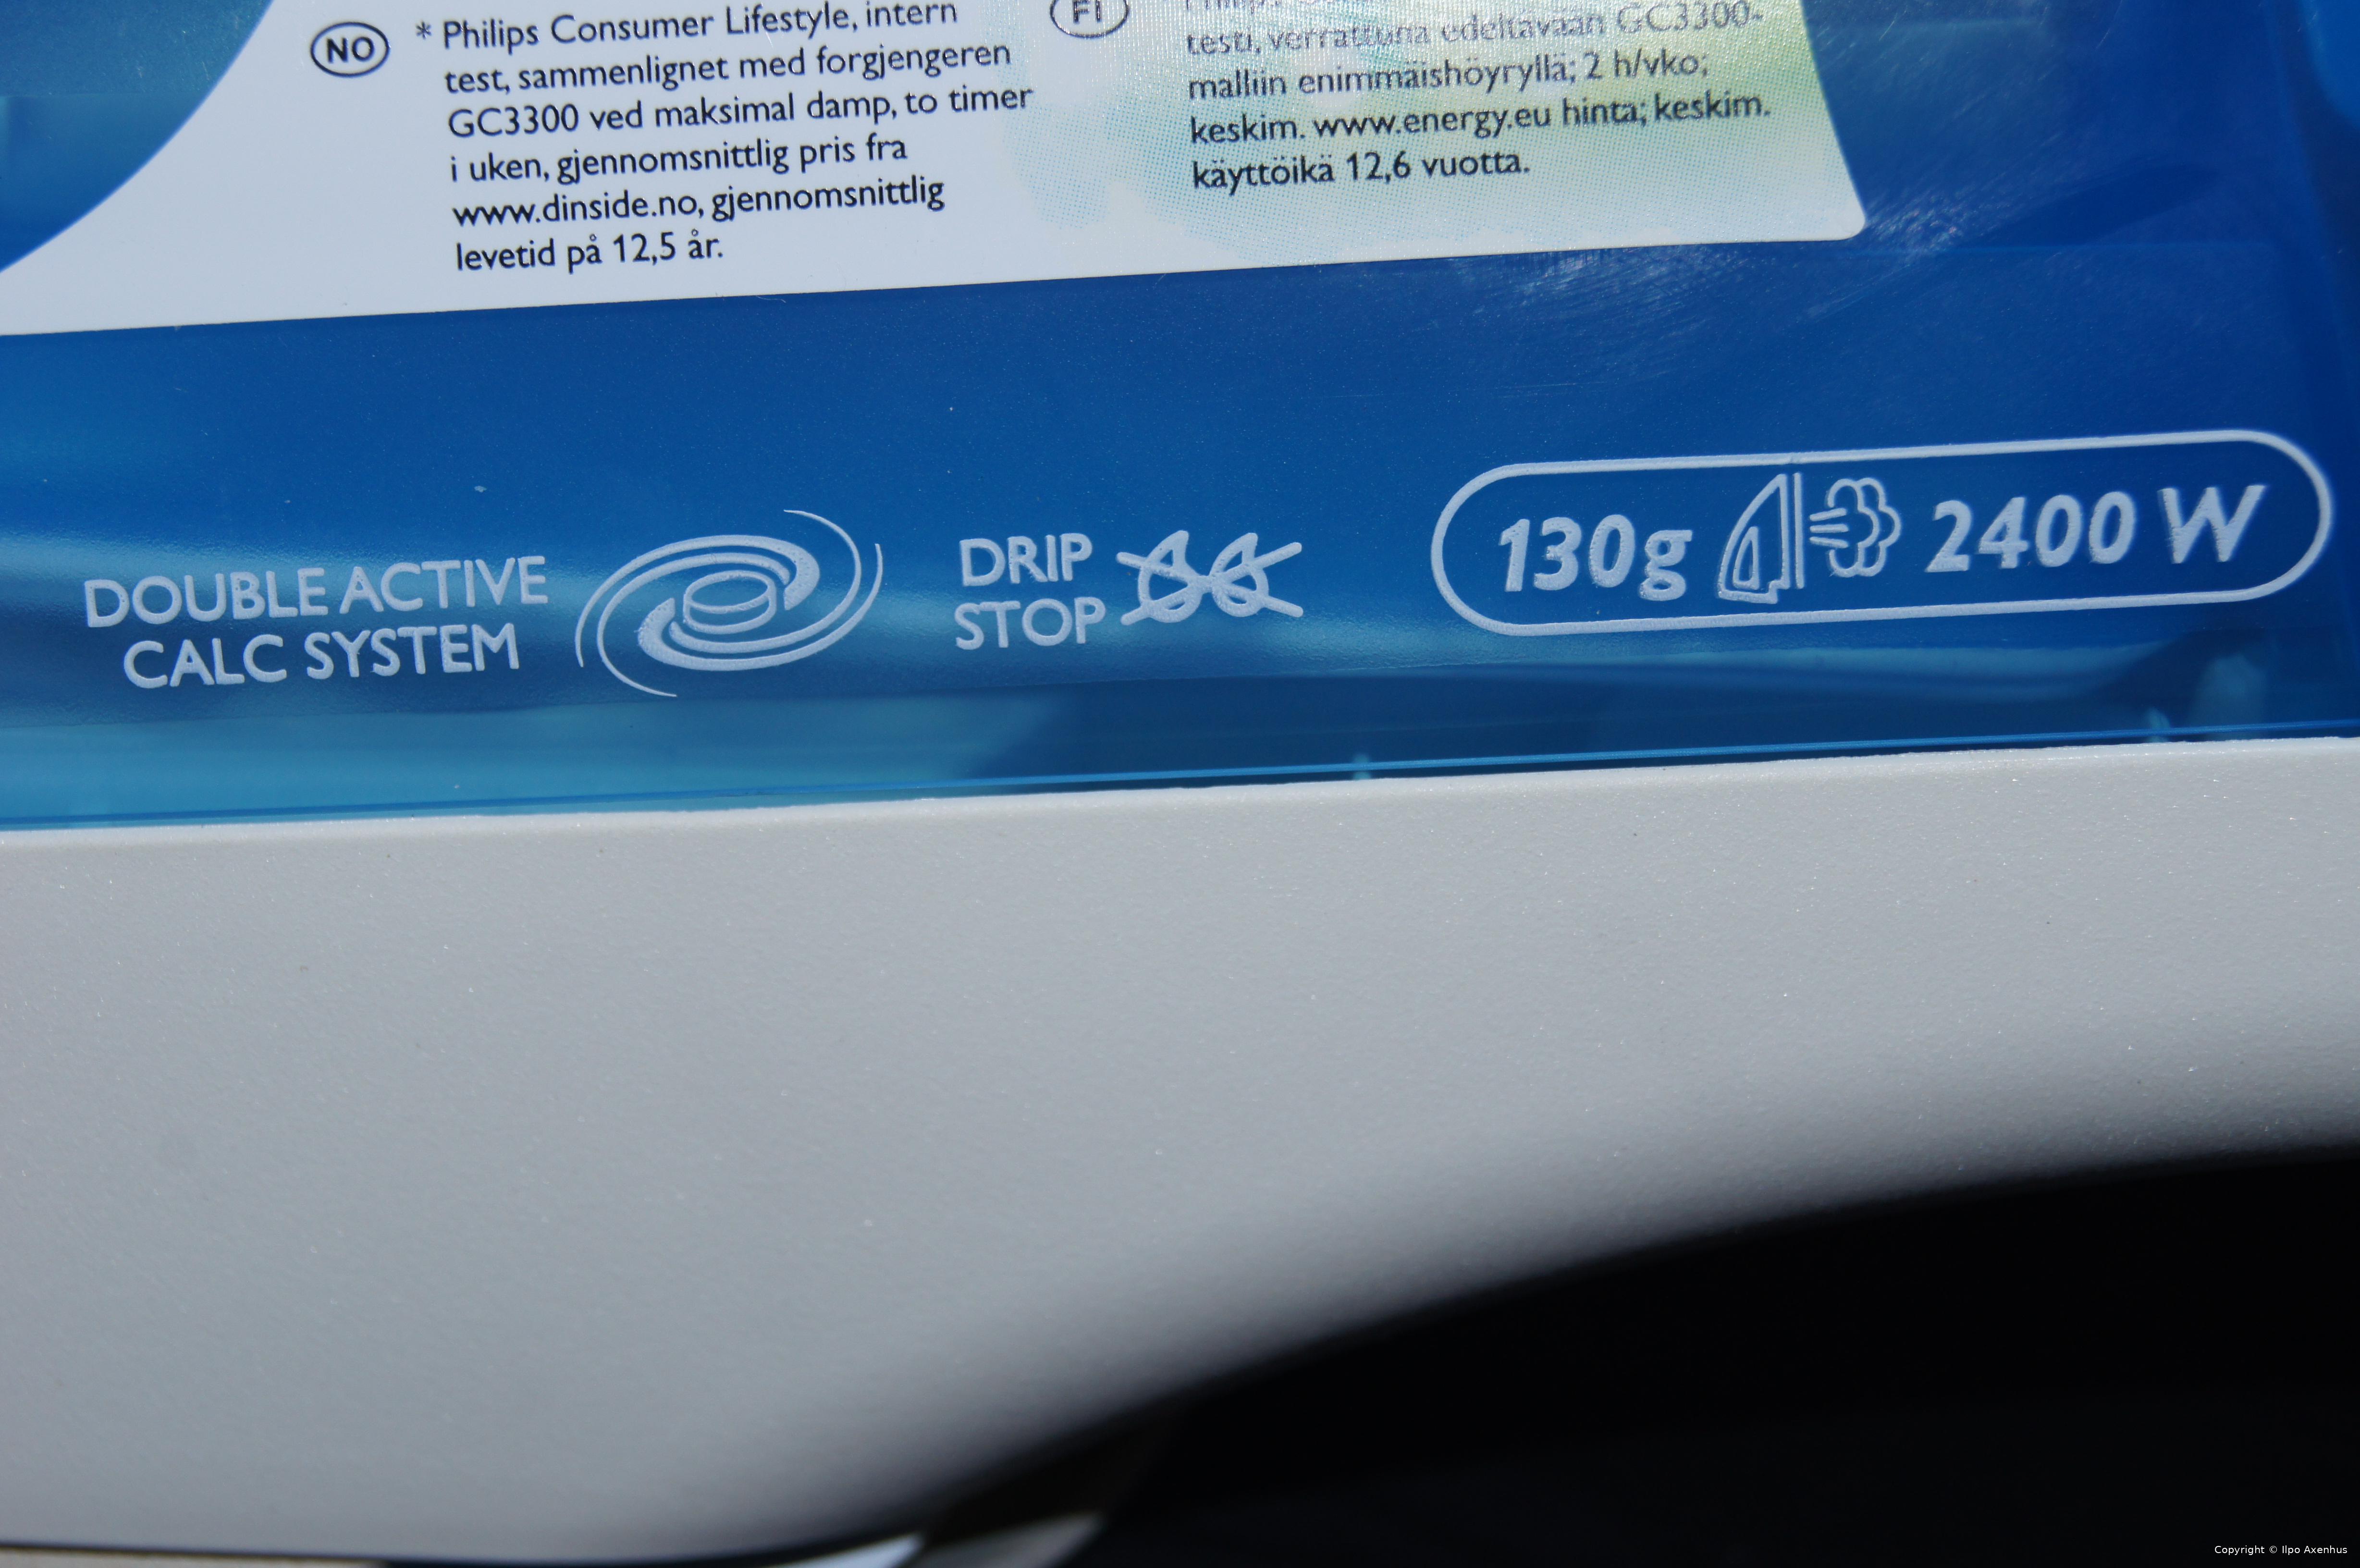 NO
* Philips Consumer Lifestyle, intern
test, sammenlignet med forgjengeren
GC3300 ved maksimal damp, to timer
i uken, gjennomsnittlig pris fra
www.dinside.no, gjennomsnittlig
levetid på 12,5 år.
FI
testi, verrattuna edeltävään GC3300-
malliin enimmäishöyryllä; 2 h/vko;
keskim. www.energy.eu hinta; keskim.
käyttöikä 12,6 vuotta.
DOUBLE ACTIVE
CALC SYSTEM
DRIP
STOP
130g 2400 W
Copyright © Ilpo Axenhus